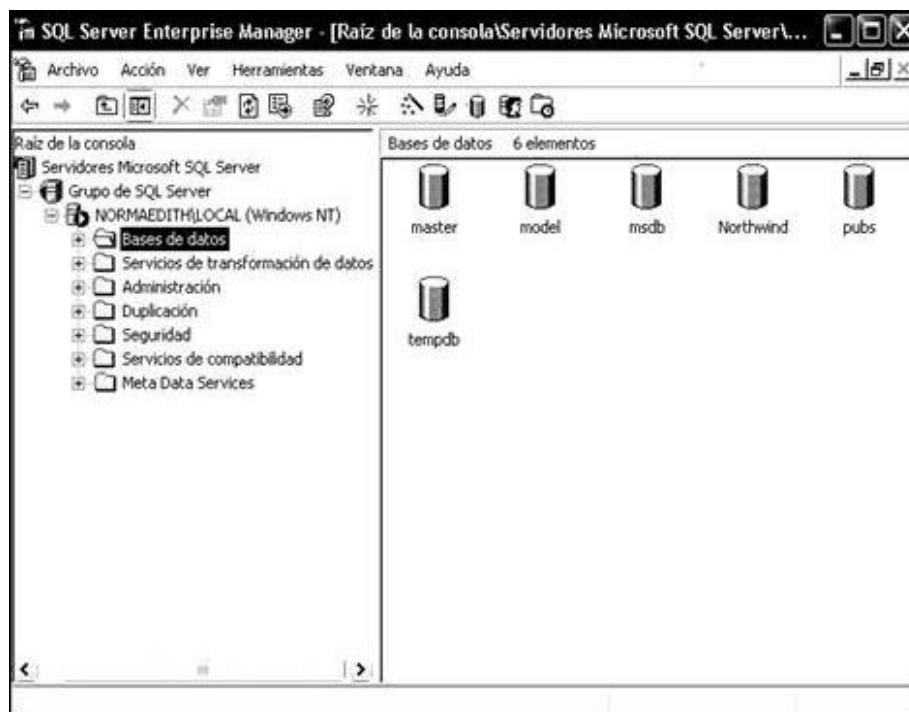 SQL Server Enterprise Manager - [Raíz de la consola\Servidores Microsoft SQL Server\...
Archivo Acción Ver Herramientas Ventana Ayuda
Raíz de la consola
Servidores Microsoft SQL Server
Grupo de SQL Server
NORMAEDITH\LOCAL (Windows NT)
Bases de datos
Servicios de transformación de datos
Administración
Duplicación
Seguridad
Servicios de compatibilidad
Meta Data Services
Bases de datos 6 elementos
master model msdb Northwind pubs
tempdb